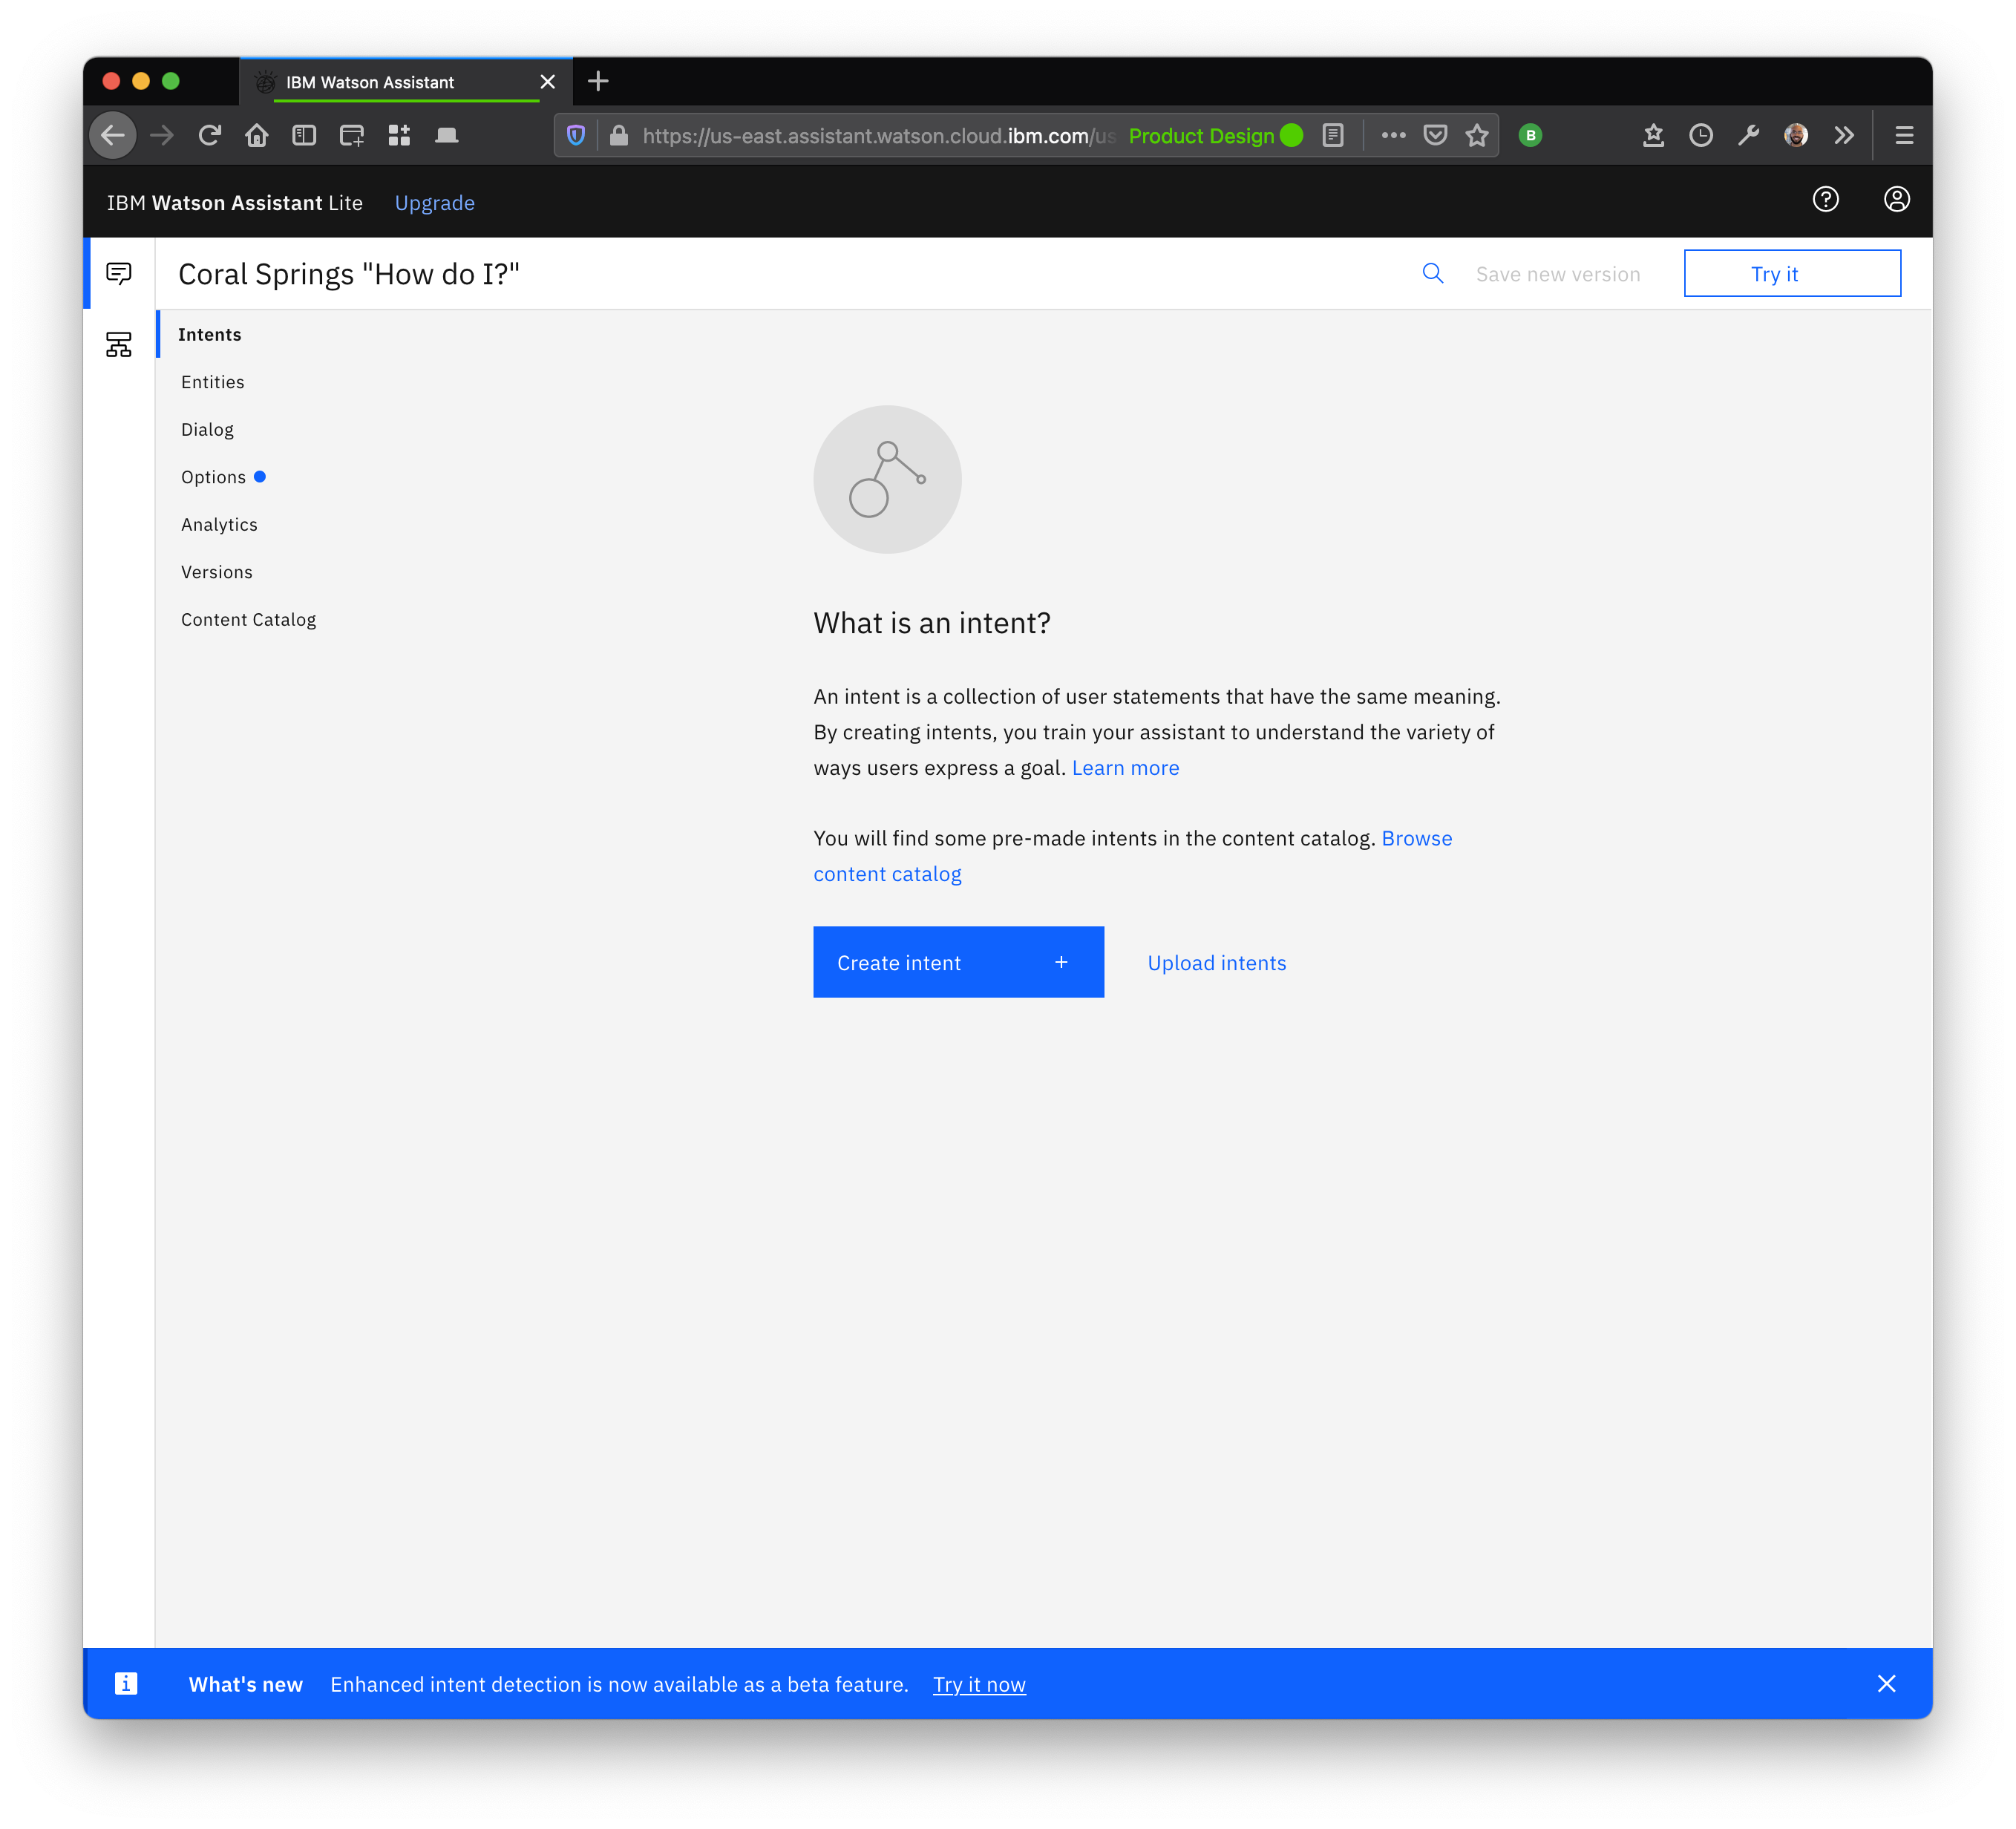 IBM Watson Assistant
https://us-east.assistant.watson.cloud.ibm.com/us Product Design
B
IBM Watson Assistant Lite Upgrade
Coral Springs "How do I?" Save new version Try it
Intents
Entities
Dialog
Options
Analytics
Versions
Content Catalog
What is an intent?
An intent is a collection of user statements that have the same meaning.
By creating intents, you train your assistant to understand the variety of
ways users express a goal. Learn more
You will find some pre-made intents in the content catalog. Browse
content catalog
Create intent + Upload intents
What's new Enhanced intent detection is now available as a beta feature. Try it now